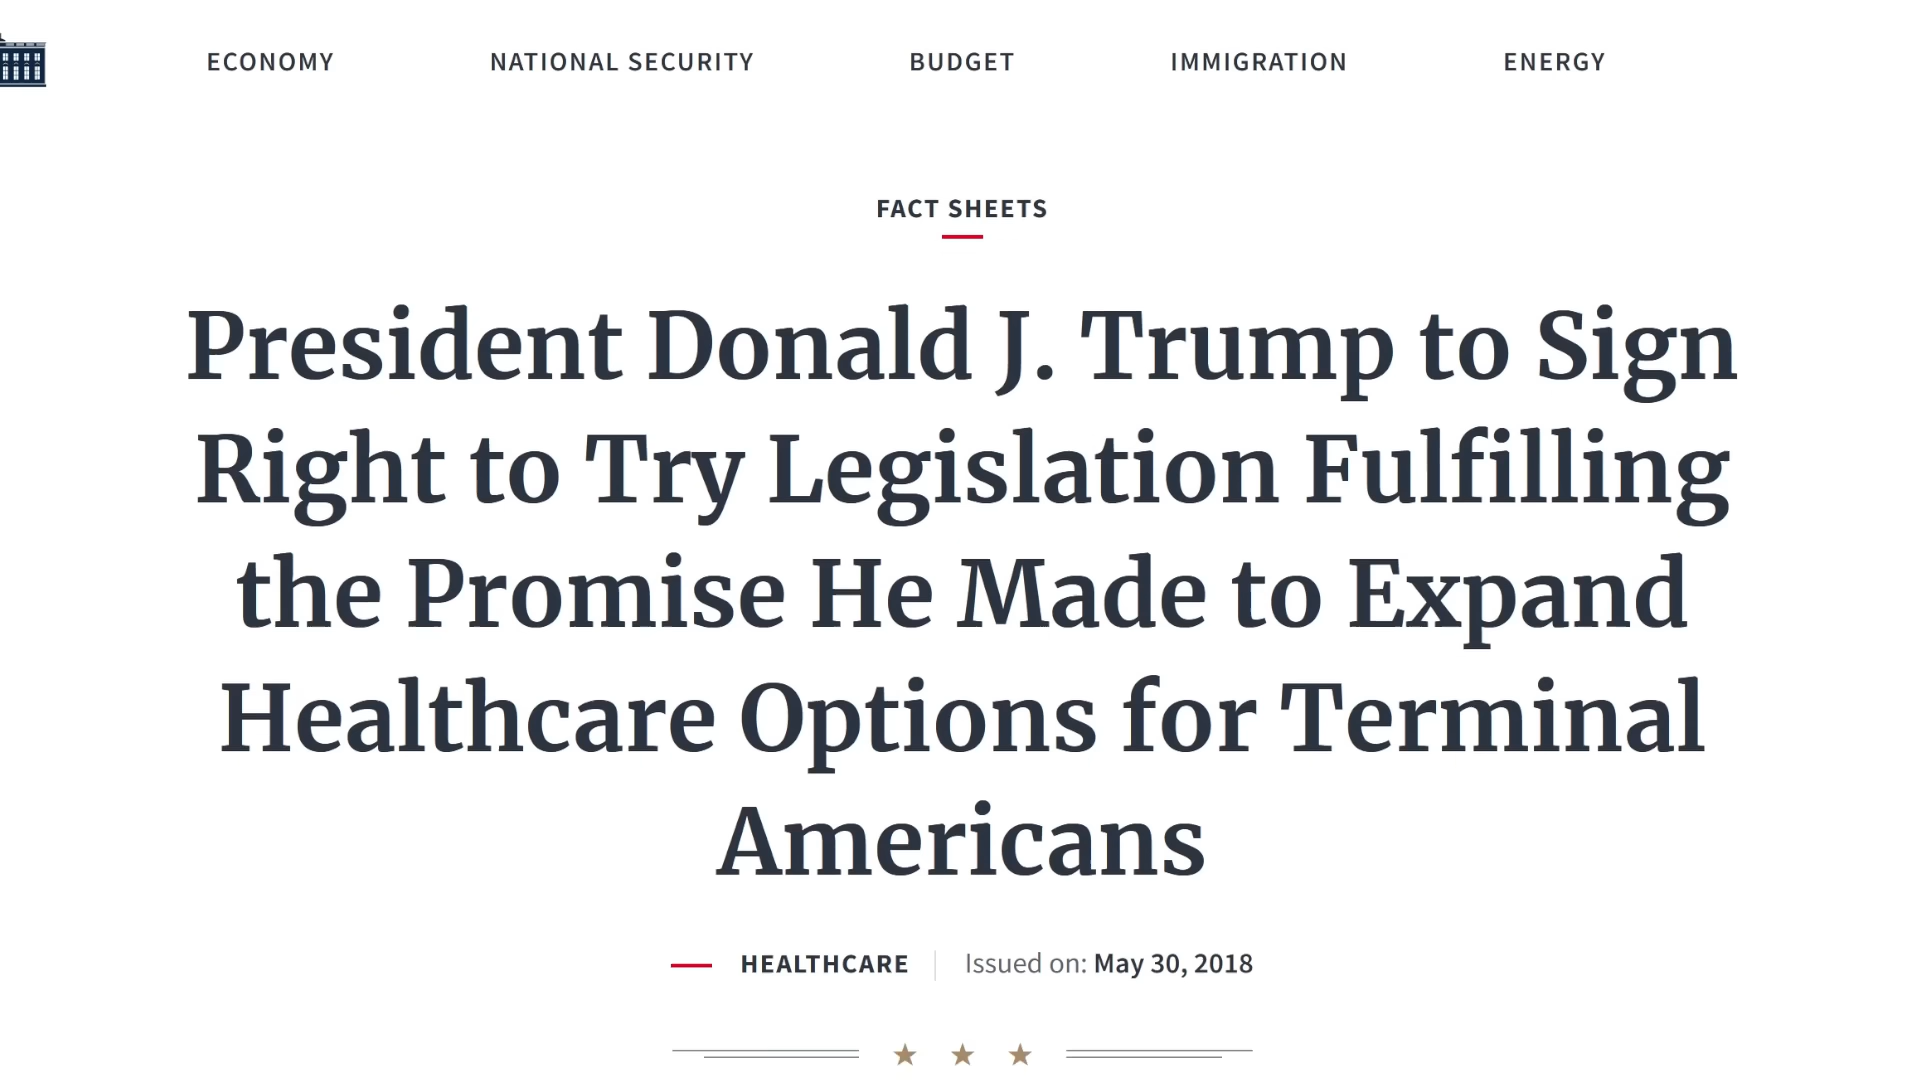 ECONOMY NATIONAL SECURITY BUDGET IMMIGRATION ENERGY
FACT SHEETS
President Donald J. Trump to Sign
Right to Try Legislation Fulfilling
the Promise He Made to Expand
Healthcare Options for Terminal
Americans
HEALTHCARE Issued on: May 30, 2018